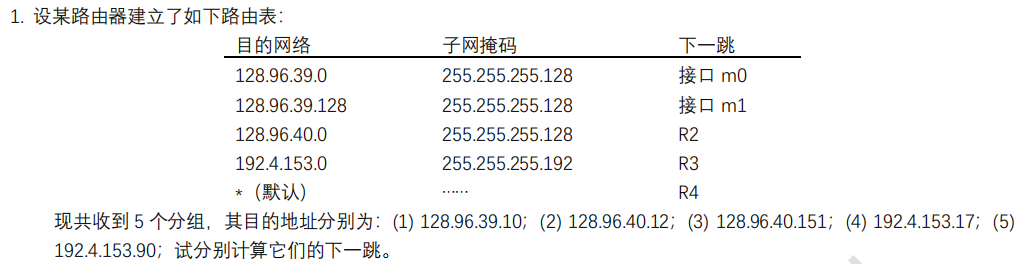 1. 设某路由器建立了如下路由表：
目的网络 子网掩码 下一跳
128.96.39.0 255.255.255.128 接口 m0
128.96.39.128 255.255.255.128 接口 m1
128.96.40.0 255.255.255.128 R2
192.4.153.0 255.255.255.192 R3
*（默认） …… R4
现共收到 5 个分组，其目的地址分别为：(1) 128.96.39.10；(2) 128.96.40.12；(3) 128.96.40.151；(4) 192.4.153.17；(5)
192.4.153.90；试分别计算它们的下一跳。